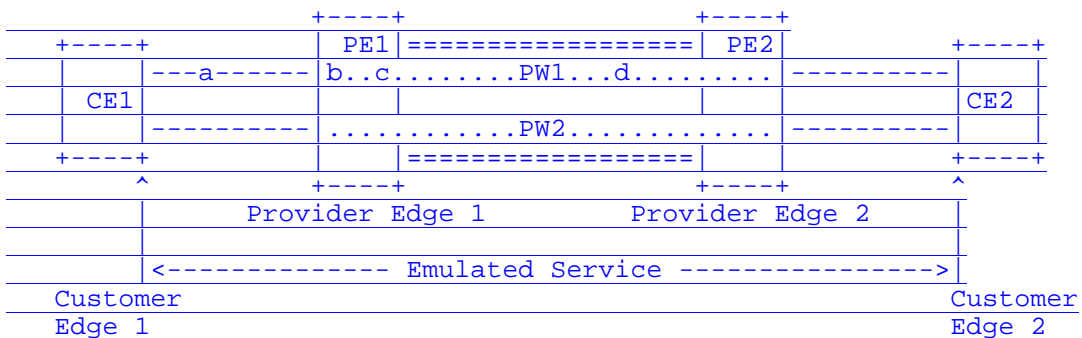 +----+                  +----+
    +----+             | PE1|==================| PE2|            +----+
    |    |---a------|b..c........PW1...d.........|----------|    |
    | CE1|             |    |                  |    |            |CE2 |
    |    |----------|............PW2.............|----------|    |
    +----+             |    |==================|    |            +----+
         ^             +----+                  +----+            ^
         |      Provider Edge 1         Provider Edge 2     |
         |                                                  |
         |<-------------- Emulated Service ---------------->|
    Customer                                                Customer
    Edge 1                                                  Edge 2